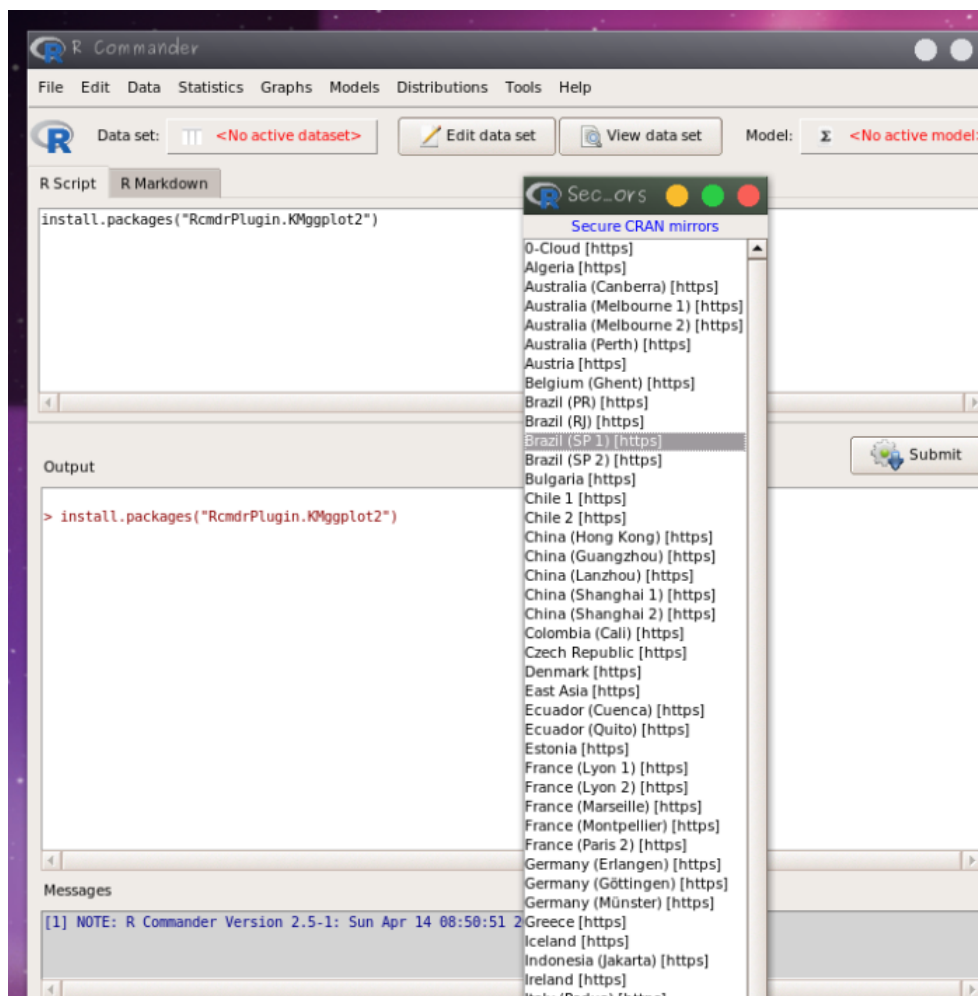 R Commander
File Edit Data Statistics Graphs Models Distributions Tools Help
Data set: <No active dataset> Edit data set View data set Model: Σ <No active model>
R Script R Markdown
install.packages("RcmdrPlugin.KMggplot2")
Submit
Output
> install.packages("RcmdrPlugin.KMggplot2")
Messages
[1] NOTE: R Commander Version 2.5-1: Sun Apr 14 08:50:51 2
Sec_ors
Secure CRAN mirrors
0-Cloud [https]
Algeria [https]
Australia (Canberra) [https]
Australia (Melbourne 1) [https]
Australia (Melbourne 2) [https]
Australia (Perth) [https]
Austria [https]
Belgium (Ghent) [https]
Brazil (PR) [https]
Brazil (RJ) [https]
Brazil (SP 1) [https]
Brazil (SP 2) [https]
Bulgaria [https]
Chile 1 [https]
Chile 2 [https]
China (Hong Kong) [https]
China (Guangzhou) [https]
China (Lanzhou) [https]
China (Shanghai 1) [https]
China (Shanghai 2) [https]
Colombia (Cali) [https]
Czech Republic [https]
Denmark [https]
East Asia [https]
Ecuador (Cuenca) [https]
Ecuador (Quito) [https]
Estonia [https]
France (Lyon 1) [https]
France (Lyon 2) [https]
France (Marseille) [https]
France (Montpellier) [https]
France (Paris 2) [https]
Germany (Erlangen) [https]
Germany (Göttingen) [https]
Germany (Münster) [https]
Greece [https]
Iceland [https]
Indonesia (Jakarta) [https]
Ireland [https]